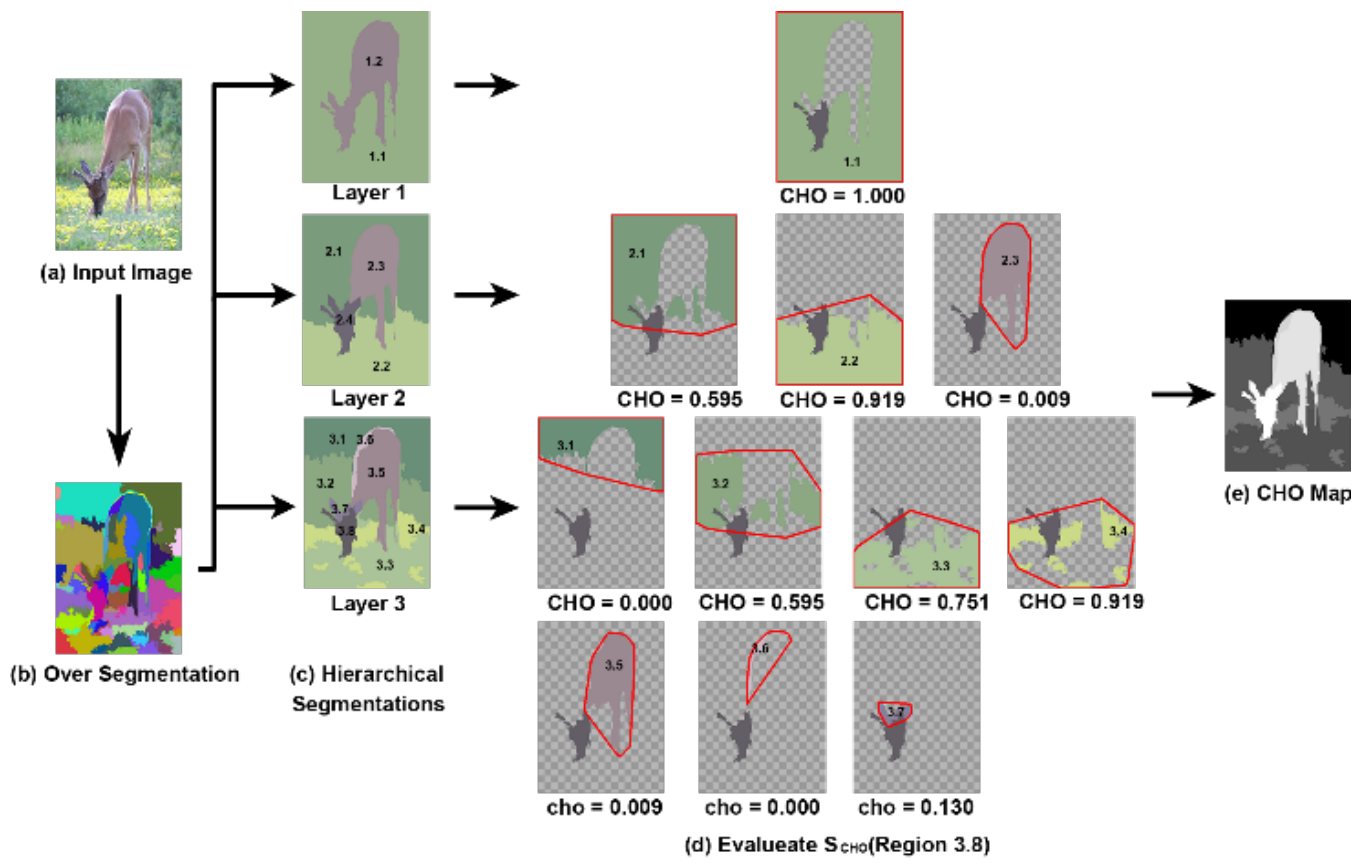 1.2
1.1
Layer 1
1.1
CHO = 1.000
(a) Input Image
2.1
2.3
2.4
2.2
Layer 2
2.1
CHO = 0.595
2.2
CHO = 0.919
2.3
CHO = 0.009
3.1
3.6
3.5
3.2
3.7
3.8
3.4
3.3
Layer 3
3.1
CHO = 0.000
3.2
CHO = 0.595
3.3
CHO = 0.751
3.4
CHO = 0.919
(e) CHO Map
(b) Over Segmentation
(c) Hierarchical
Segmentations
3.5
cho = 0.009
3.6
cho = 0.000
3.7
cho = 0.130
(d) Evalueate SCHO(Region 3.8)